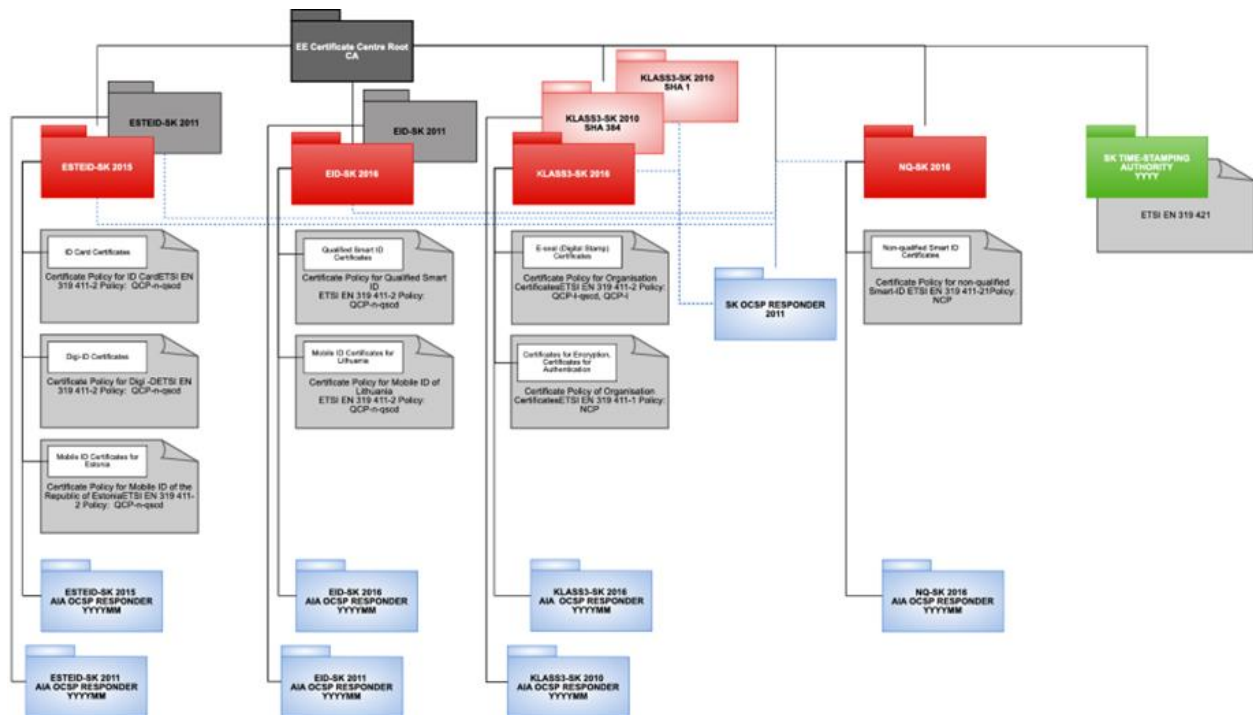 EE Certificate Centre Root
CA
KLASS3-SK 2010
SHA 1
ESTEID-SK 2011
EID-SK 2011
KLASS3-SK 2010
SHA 384
ESTEID-SK 2015
EID-SK 2016
KLASS3-SK 2016
NQ-SK 2016
SK TIME-STAMPING
AUTHORITY
YYYY
ETSI EN 319 421
ID Card Certificates
Certificate Policy for ID CardETSI EN
319 411-2 Policy: QCP-n-qscd
Qualified Smart ID
Certificates
Certificate Policy for Qualified Smart
ID
ETSI EN 319 411-2 Policy:
QCP-n-qscd
E-seal (Digital Stamp)
Certificates
Certificate Policy for Organisation
CertificatesETSI EN 319 411-2 Policy:
QCP-l-qscd, QCP-l
Non-qualified Smart ID
Certificates
Certificate Policy for non-qualified
Smart-ID ETSI EN 319 411-21Policy:
NCP
SK OCSP RESPONDER
2011
Digi-ID Certificates
Certificate Policy for Digi -DETSI EN
319 411-2 Policy: QCP-n-qscd
Mobile ID Certificates for
Lithuania
Certificate Policy for Mobile ID of
Lithuania
ETSI EN 319 411-2 Policy:
QCP-n-qscd
Certificates for Encryption,
Certificates for
Authentication
Certificate Policy of Organisation
CertificatesETSI EN 319 411-1 Policy:
NCP
Mobile ID Certificates for
Estonia
Certificate Policy for Mobile ID of the
Republic of EstoniaETSI EN 319 411-
2 Policy: QCP-n-qscd
ESTEID-SK 2015
AIA OCSP RESPONDER
YYYYMM
EID-SK 2016
AIA OCSP RESPONDER
YYYYMM
KLASS3-SK 2016
AIA OCSP RESPONDER
YYYYMM
NQ-SK 2016
AIA OCSP RESPONDER
YYYYMM
ESTEID-SK 2011
AIA OCSP RESPONDER
YYYYMM
EID-SK 2011
AIA OCSP RESPONDER
YYYYMM
KLASS3-SK 2010
AIA OCSP RESPONDER
YYYYMM